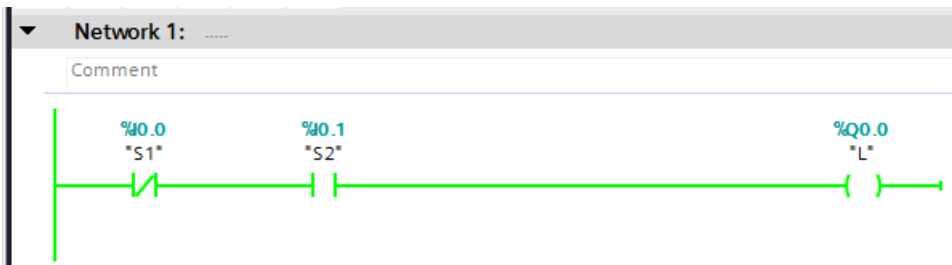 Network 1: .....
Comment
%I0.0 %I0.1 %Q0.0
"S1" "S2" "L"